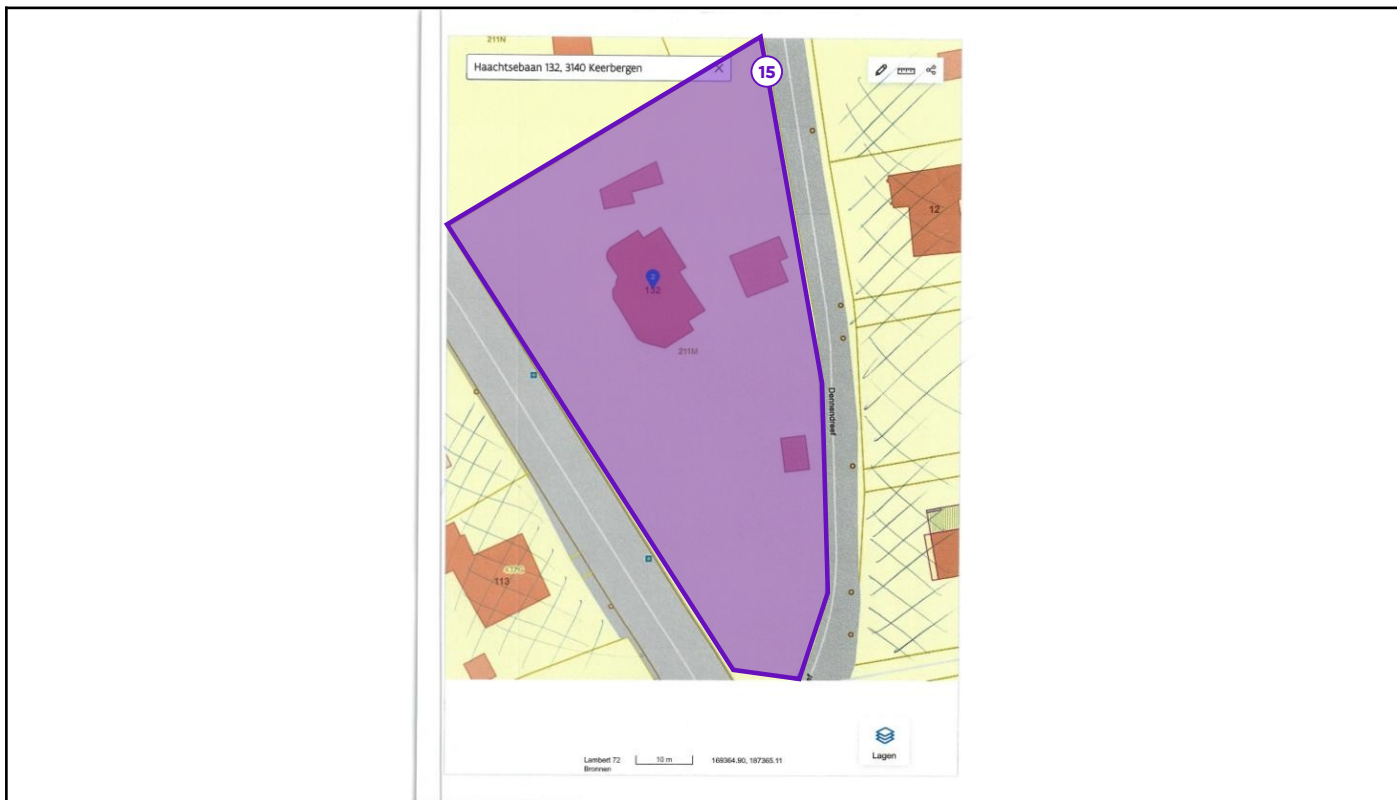 211N
Haachtsebaan 132, 3140 Keerbergen
15
12
132
211M
Dennendreef
113
Lambert 72
10 m
169364.90, 187365.11
Bronnen
Lagen